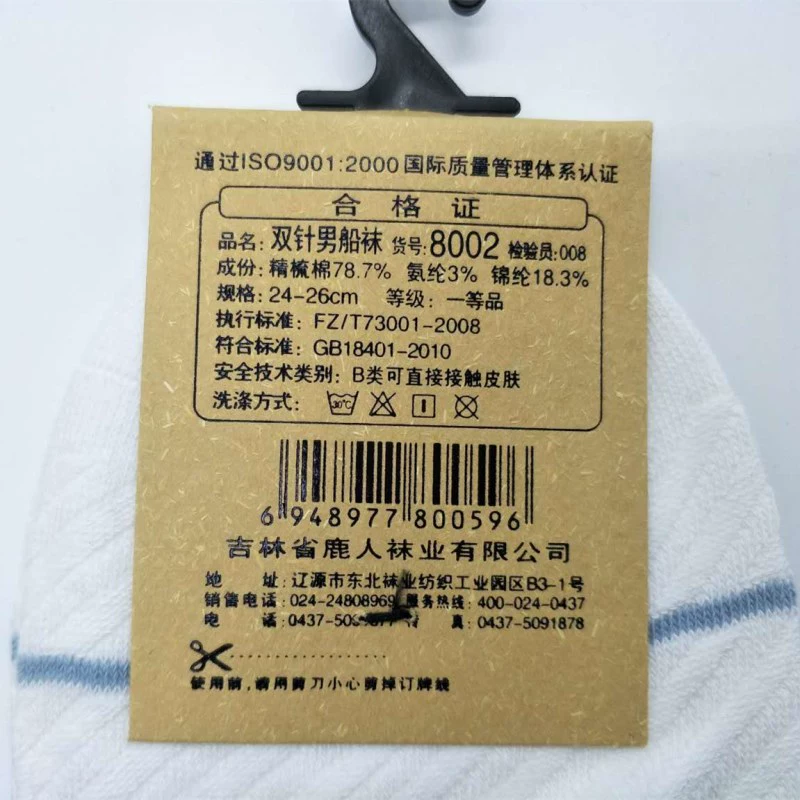 通过ISO9001:2000国际质量管理体系认证
合格证
品名: 双针男船袜 货号: 8002 检验员: 008
成份: 精梳棉78.7% 氨纶3% 锦纶18.3%
规格: 24-26cm 等级: 一等品
执行标准: FZ/T73001-2008
符合标准: GB18401-2010
安全技术类别: B类可直接接触皮肤
洗涤方式: 30℃
6 948977 800596
吉林省鹿人袜业有限公司
地 址: 辽源市东北袜业纺织工业园区B3-1号
销售电话: 024-24808969 服务热线: 400-024-0437
电 话: 0437-509 真: 0437-5091878
使用前,请用剪刀小心剪掉订牌线